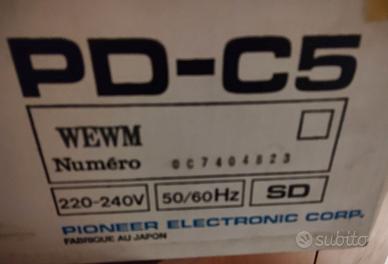 PD-C5
WEWM
Numéro 0C7404823
220-240V 50/60Hz SD
PIONEER ELECTRONIC CORP.
FABRIQUE AU JAPON
subito